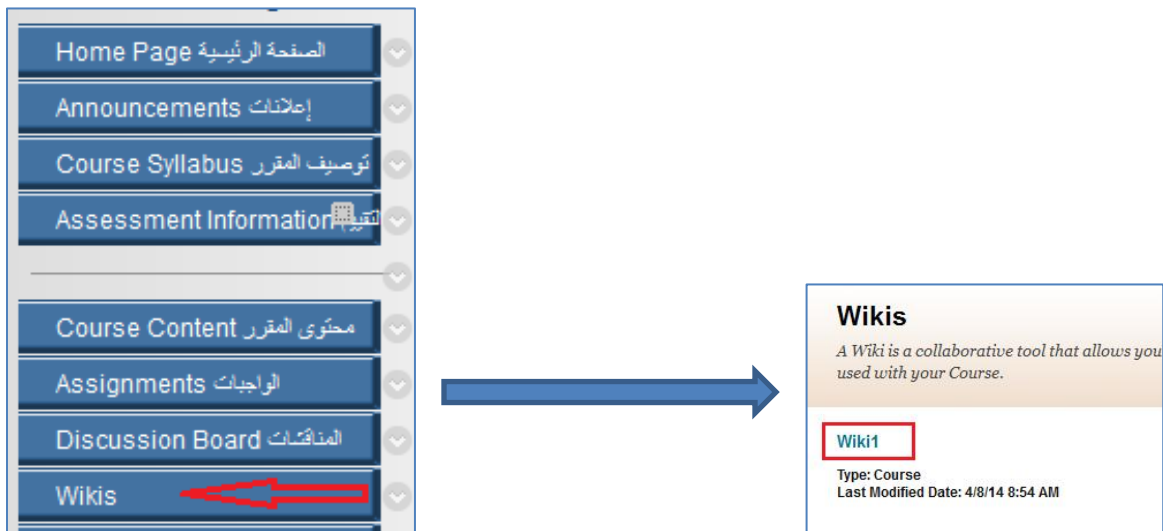 Home Page الصفحة الرئيسية
Announcements إعلانات
Course Syllabus توصيف المقرر
Assessment Information
Course Content محتوى المقرر
Assignments الواجبات
Discussion Board المناقشات
Wikis
Wikis
A Wiki is a collaborative tool that allows you
used with your Course.
Wiki1
Type: Course
Last Modified Date: 4/8/14 8:54 AM